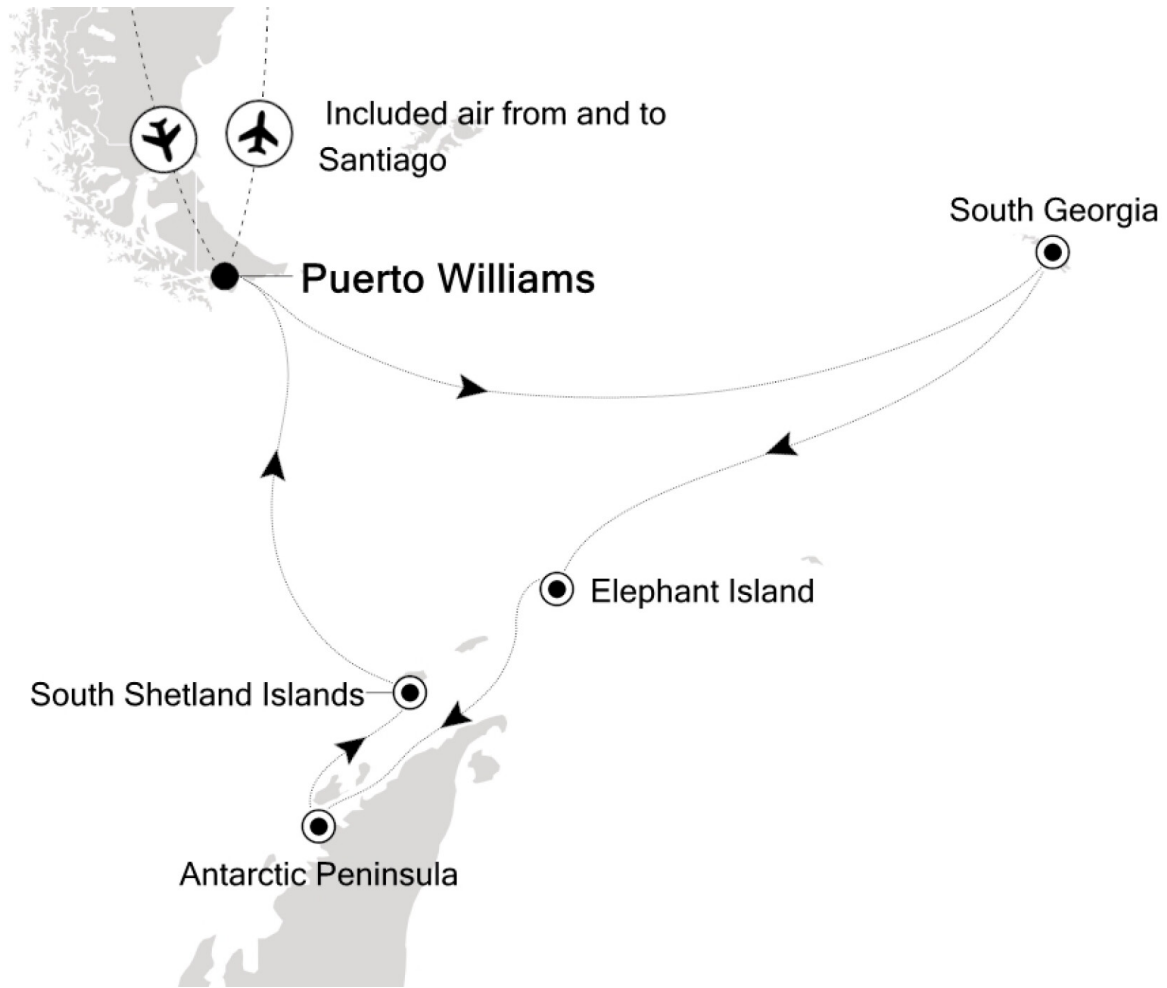 Included air from and to
Santiago
South Georgia
Puerto Williams
Elephant Island
South Shetland Islands
Antarctic Peninsula